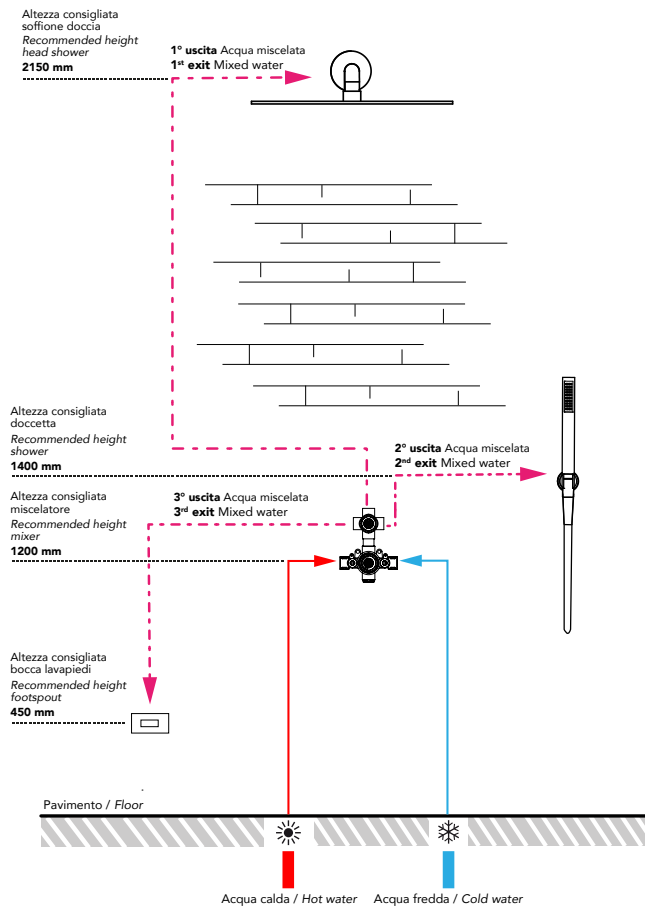 Altezza consigliata
soffione doccia
Recommended height
head shower
2150 mm
1° uscita Acqua miscelata
1st exit Mixed water
Altezza consigliata
doccetta
Recommended height
shower
1400 mm
2° uscita Acqua miscelata
2nd exit Mixed water
Altezza consigliata
miscelatore
Recommended height
mixer
1200 mm
3° uscita Acqua miscelata
3rd exit Mixed water
Altezza consigliata
bocca lavapiedi
Recommended height
footspout
450 mm
Pavimento / Floor
Acqua calda / Hot water
Acqua fredda / Cold water